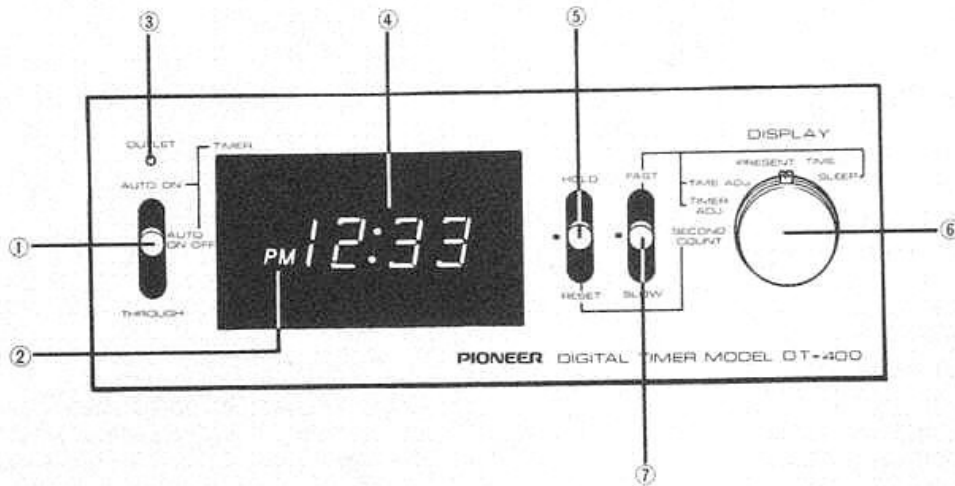 ③
④
⑤
OUTLET
TIMER
AUTO ON
AUTO
ON OFF
THROUGH
①
②
PM 12:33
HOLD
RESET
FAST
SLOW
TIME ADJ
TIMER
ADJ.
SECOND
COUNT
DISPLAY
PRESENT TIME
SLEEP
⑥
PIONEER DIGITAL TIMER MODEL DT-400
⑦